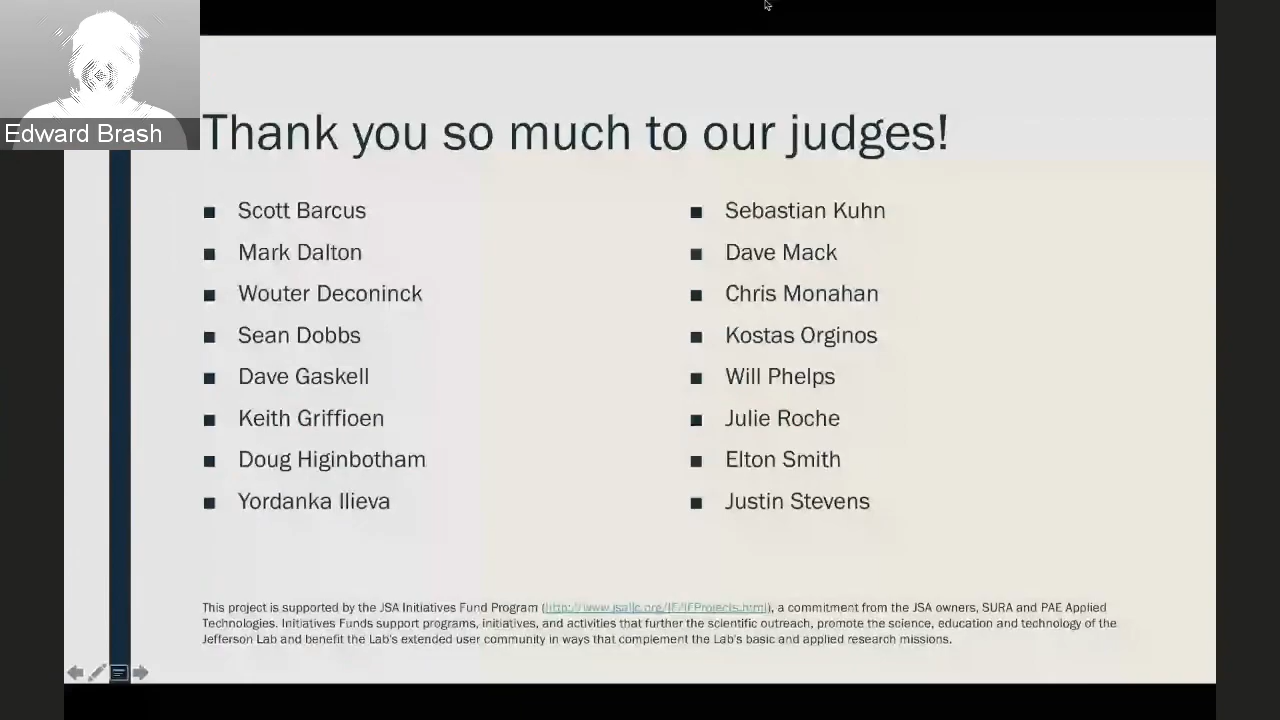 Edward Brash
Thank you so much to our judges!
■ Scott Barcus
■ Mark Dalton
■ Wouter Deconinck
■ Sean Dobbs
■ Dave Gaskell
■ Keith Griffioen
■ Doug Higinbotham
■ Yordanka Ilieva
■ Sebastian Kuhn
■ Dave Mack
■ Chris Monahan
■ Kostas Orginos
■ Will Phelps
■ Julie Roche
■ Elton Smith
■ Justin Stevens
This project is supported by the JSA Initiatives Fund Program (http://www.jsallc.org/IF/IFProjects.html), a commitment from the JSA owners, SURA and PAE Applied
Technologies. Initiatives Funds support programs, initiatives, and activities that further the scientific outreach, promote the science, education and technology of the
Jefferson Lab and benefit the Lab's extended user community in ways that complement the Lab's basic and applied research missions.